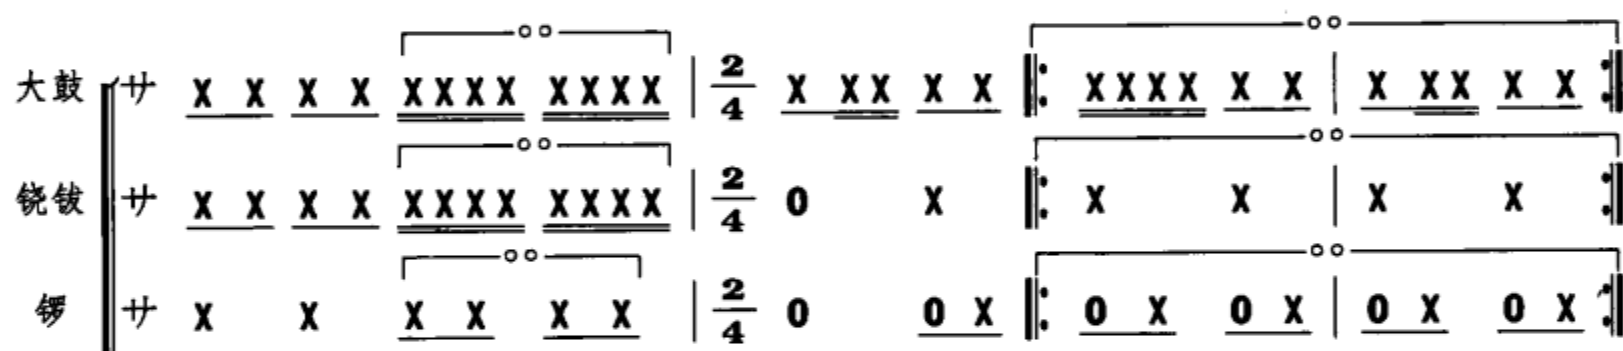 大鼓 サ X X X X XXXX XXXX | 2/4 X XX X X ‖: XXXX X X | X XX X X :‖
铙钹 サ X X X X XXXX XXXX | 2/4 0 X ‖: X X | X X :‖
锣 サ X X X X X X | 2/4 0 0 X ‖: 0 X 0 X | 0 X 0 X :‖